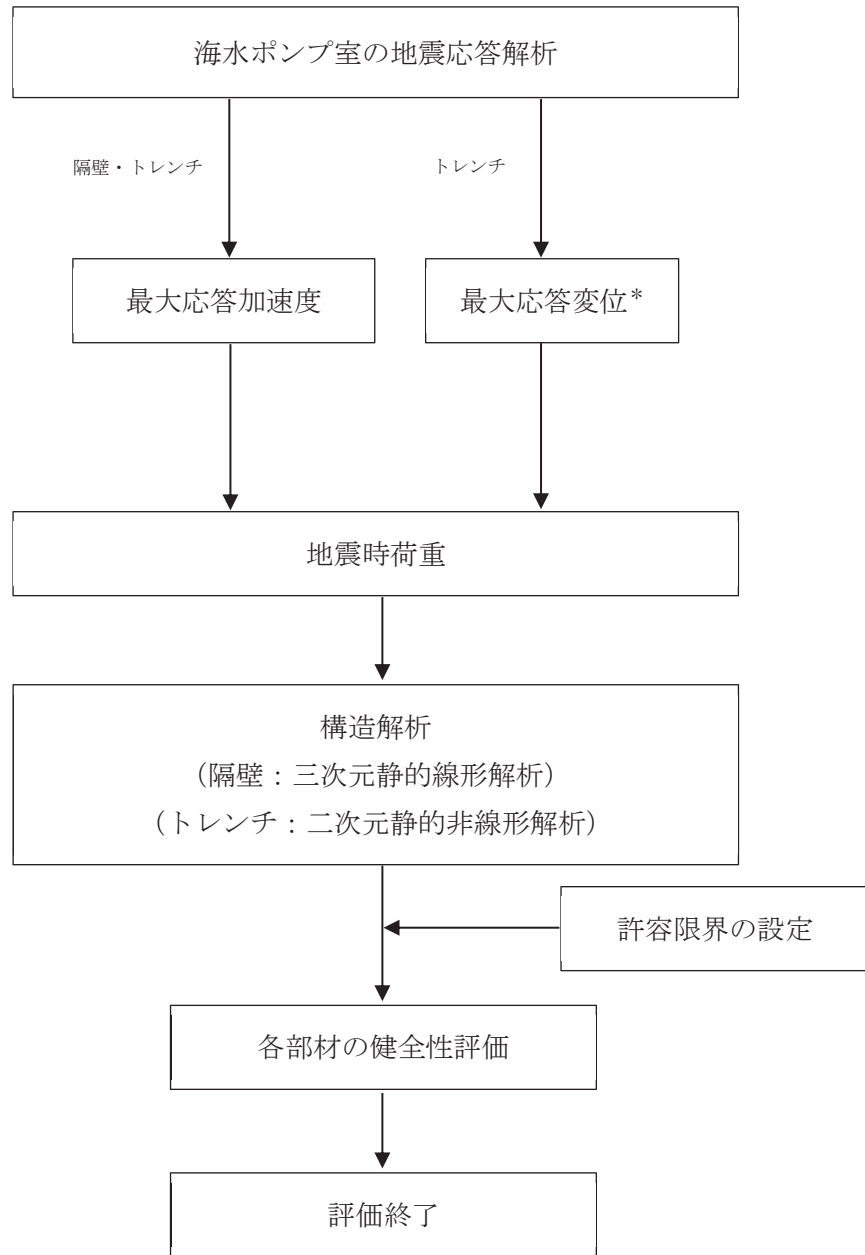 海水ポンプ室の地震応答解析
隔壁・トレンチ
トレンチ
最大応答加速度
最大応答変位*
地震時荷重
構造解析
(隔壁:三次元静的線形解析)
(トレンチ:二次元静的非線形解析)
許容限界の設定
各部材の健全性評価
評価終了